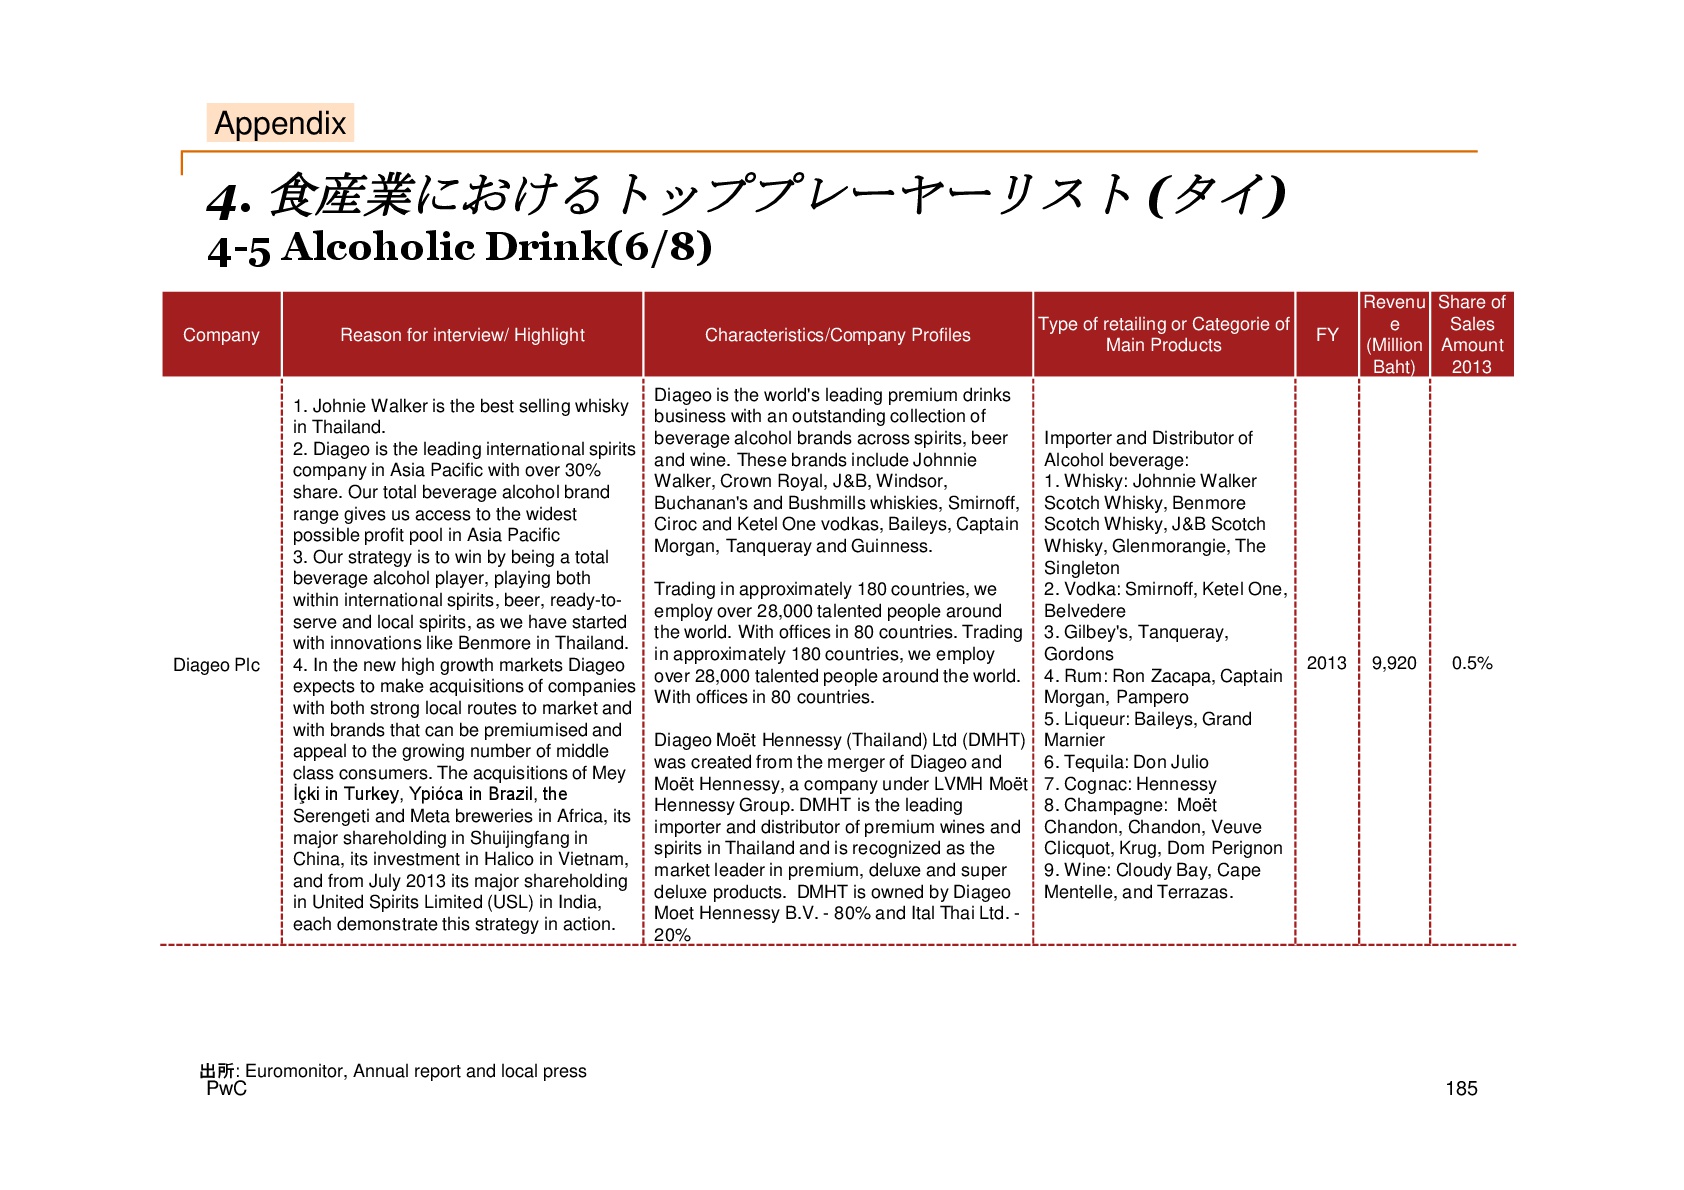 Appendix
4. 食産業におけるトッププレーヤーリスト(タイ)
4-5 Alcoholic Drink(6/8)
Company
Reason for interview/ Highlight
Characteristics/Company Profiles
Type of retailing or Categorie of
Main Products
FY
Revenu
e
(Million
Baht)
Share of
Sales
Amount
2013
Diageo Plc
1. Johnie Walker is the best selling whisky
in Thailand.
2. Diageo is the leading international spirits
company in Asia Pacific with over 30%
share. Our total beverage alcohol brand
range gives us access to the widest
possible profit pool in Asia Pacific
3. Our strategy is to win by being a total
beverage alcohol player, playing both
within international spirits, beer, ready-to-
serve and local spirits, as we have started
with innovations like Benmore in Thailand.
4. In the new high growth markets Diageo
expects to make acquisitions of companies
with both strong local routes to market and
with brands that can be premiumised and
appeal to the growing number of middle
class consumers. The acquisitions of Mey
İçki in Turkey, Ypióca in Brazil, the
Serengeti and Meta breweries in Africa, its
major shareholding in Shuijingfang in
China, its investment in Halico in Vietnam,
and from July 2013 its major shareholding
in United Spirits Limited (USL) in India,
each demonstrate this strategy in action.
Diageo is the world's leading premium drinks
business with an outstanding collection of
beverage alcohol brands across spirits, beer
and wine. These brands include Johnnie
Walker, Crown Royal, J&B, Windsor,
Buchanan's and Bushmills whiskies, Smirnoff,
Ciroc and Ketel One vodkas, Baileys, Captain
Morgan, Tanqueray and Guinness.
Trading in approximately 180 countries, we
employ over 28,000 talented people around
the world. With offices in 80 countries. Trading
in approximately 180 countries, we employ
over 28,000 talented people around the world.
With offices in 80 countries.
Diageo Moët Hennessy (Thailand) Ltd (DMHT)
was created from the merger of Diageo and
Moët Hennessy, a company under LVMH Moët
Hennessy Group. DMHT is the leading
importer and distributor of premium wines and
spirits in Thailand and is recognized as the
market leader in premium, deluxe and super
deluxe products. DMHT is owned by Diageo
Moet Hennessy B.V. - 80% and Ital Thai Ltd. -
20%
Importer and Distributor of
Alcohol beverage:
1. Whisky: Johnnie Walker
Scotch Whisky, Benmore
Scotch Whisky, J&B Scotch
Whisky, Glenmorangie, The
Singleton
2. Vodka: Smirnoff, Ketel One,
Belvedere
3. Gilbey's, Tanqueray,
Gordons
4. Rum: Ron Zacapa, Captain
Morgan, Pampero
5. Liqueur: Baileys, Grand
Marnier
6. Tequila: Don Julio
7. Cognac: Hennessy
8. Champagne: Moët
Chandon, Chandon, Veuve
Clicquot, Krug, Dom Perignon
9. Wine: Cloudy Bay, Cape
Mentelle, and Terrazas.
2013
9,920
0.5%
出所: Euromonitor, Annual report and local press
PwC
185